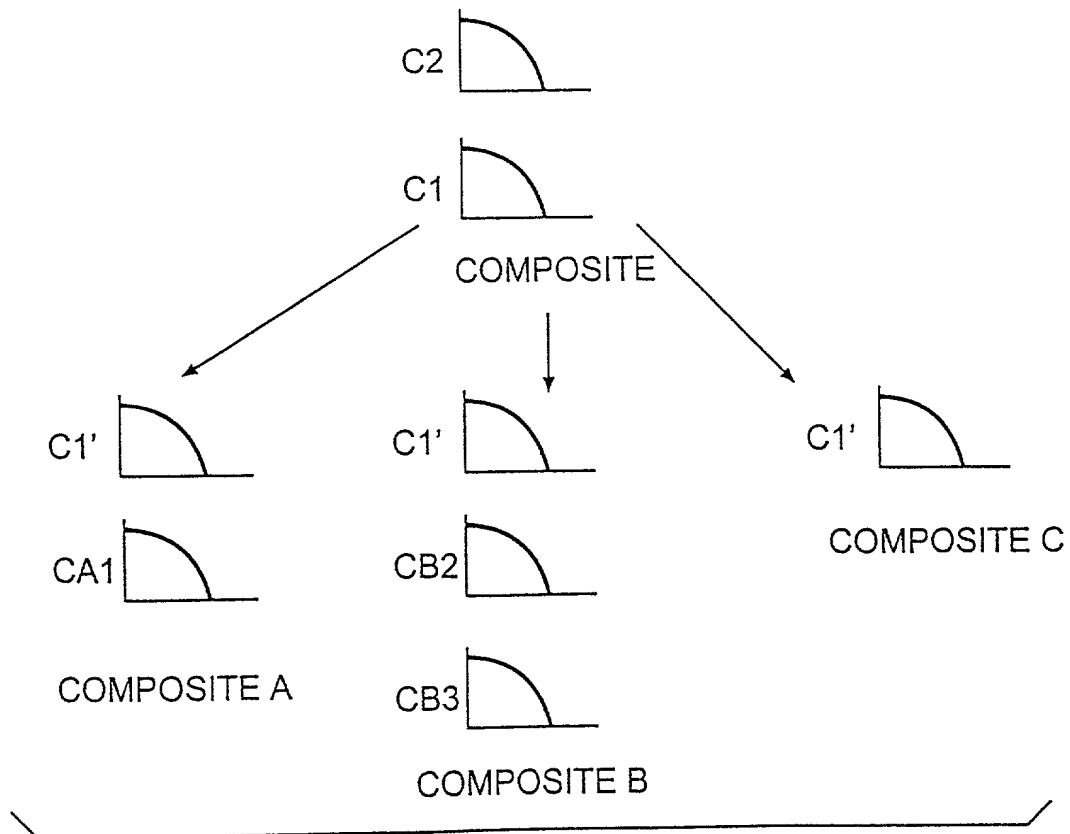 C2
C1
COMPOSITE
C1'
CA1
COMPOSITE A
C1'
CB2
CB3
COMPOSITE B
C1'
COMPOSITE C